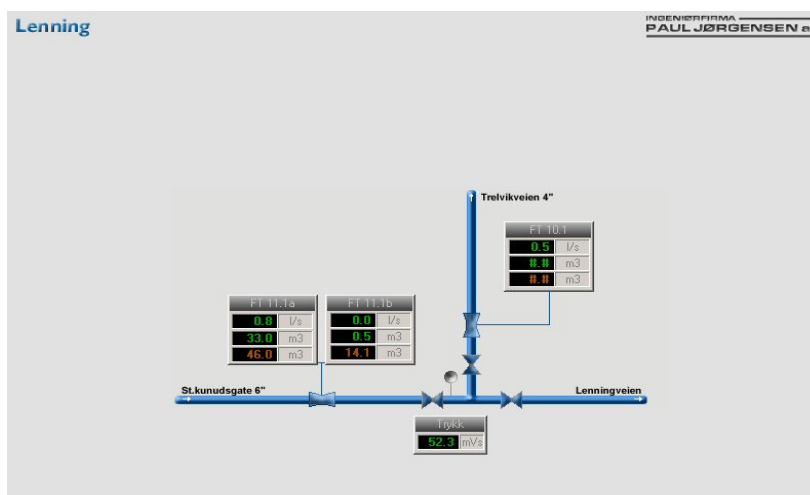 Lenning
INGENIØRFIRMA
PAUL JØRGENSEN a
Trelvikveien 4"
FT 10.1
0.5 l/s
#.# m3
#.# m3
FT 11.1a
0.8 l/s
33.0 m3
46.0 m3
FT 11.1b
0.0 l/s
0.5 m3
14.1 m3
St.kunudsgate 6"
Lenningveien
Trykk
52.3 mVs